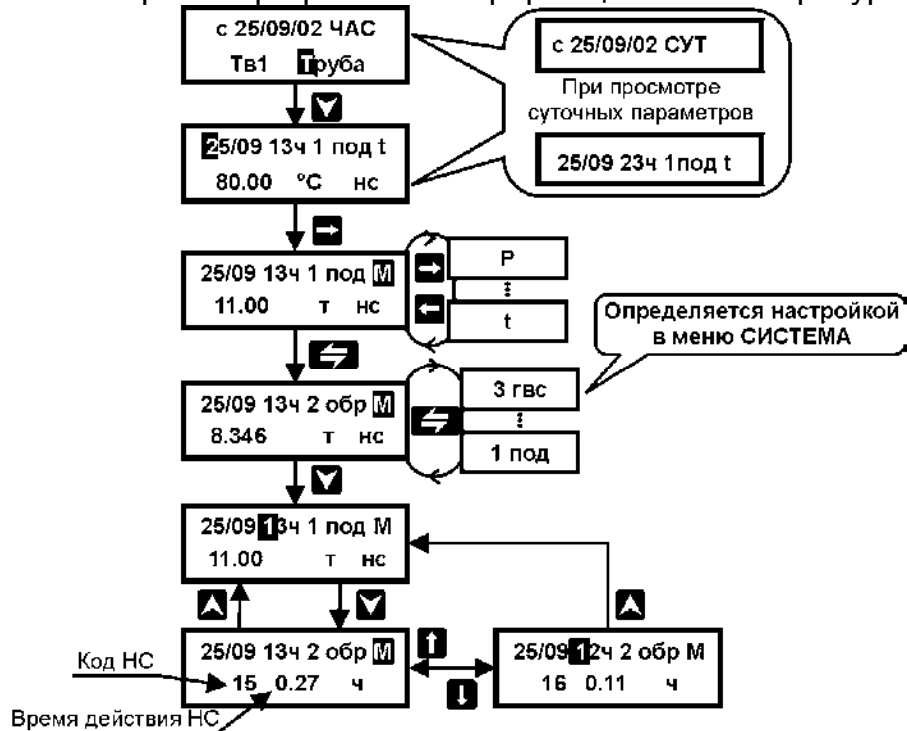 с 25/09/02 ЧАС
Тв1 Труба
с 25/09/02 СУТ
При просмотре
суточных параметров
25/09 23ч 1под t
25/09 13ч 1 под t
80.00 °С нс
25/09 13ч 1 под М
11.00 т нс
Р
t
Определяется настройкой
в меню СИСТЕМА
25/09 13ч 2 обр М
8.346 т нс
3 гвс
1 под
25/09 13ч 1 под М
11.00 т нс
25/09 13ч 2 обр М
15 0.27 ч
25/09 12ч 2 обр М
16 0.11 ч
Код НС
Время действия НС